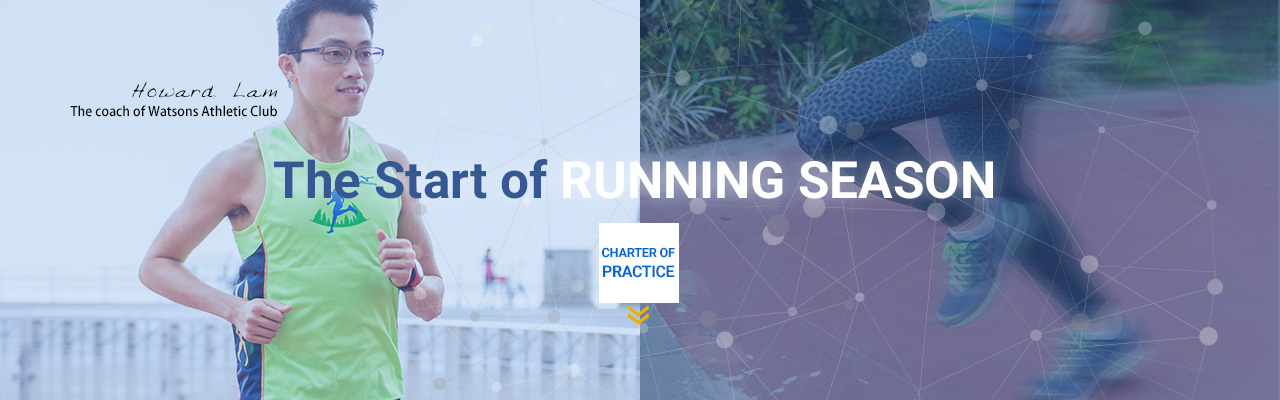 Howard Lam
The coach of Watsons Athletic Club
The Start of RUNNING SEASON
CHARTER OF
PRACTICE